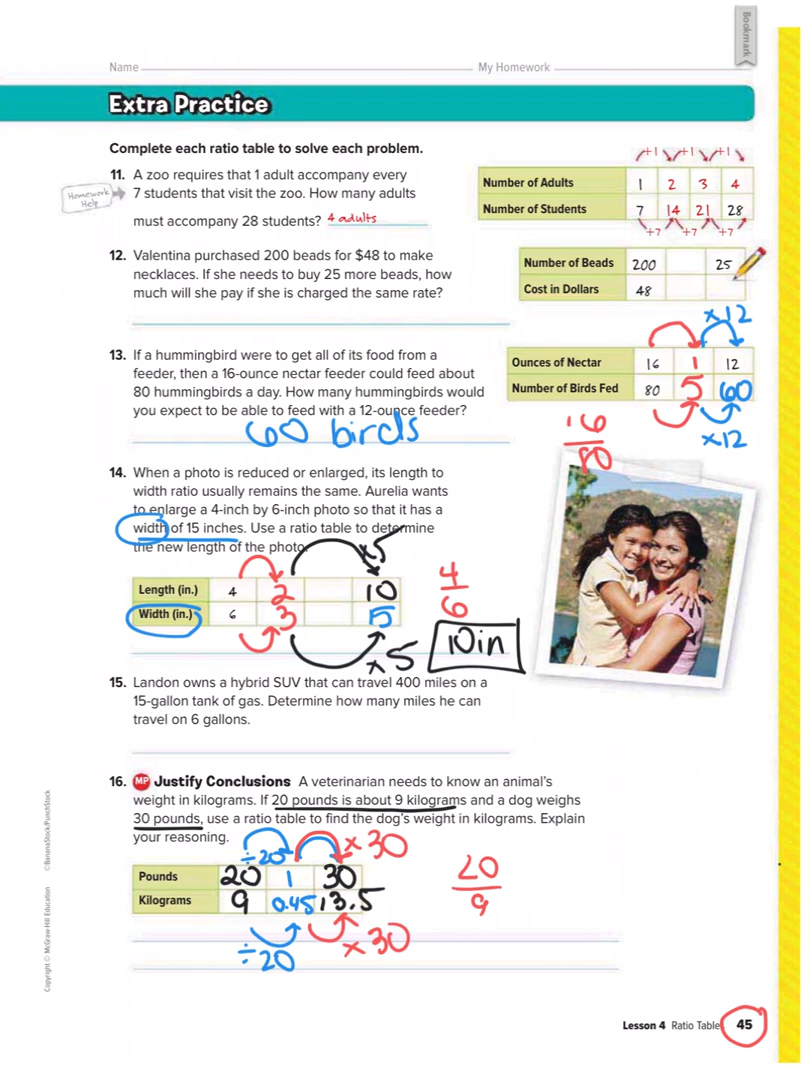 Bookmark
Name
My Homework
Extra Practice
Complete each ratio table to solve each problem.
11. A zoo requires that 1 adult accompany every
7 students that visit the zoo. How many adults
must accompany 28 students? 4 adults
Homework
Help
+1 +1 +1
Number of Adults 1 2 3 4
Number of Students 7 14 21 28
+7 +7 +7
12. Valentina purchased 200 beads for $48 to make
necklaces. If she needs to buy 25 more beads, how
much will she pay if she is charged the same rate?
Number of Beads 200 25
Cost in Dollars 48
13. If a hummingbird were to get all of its food from a
feeder, then a 16-ounce nectar feeder could feed about
80 hummingbirds a day. How many hummingbirds would
you expect to be able to feed with a 12-ounce feeder?
60 birds
x12
Ounces of Nectar 16 1 12
Number of Birds Fed 80 5 60
x12
16
80
14. When a photo is reduced or enlarged, its length to
width ratio usually remains the same. Aurelia wants
to enlarge a 4-inch by 6-inch photo so that it has a
width of 15 inches. Use a ratio table to determine
the new length of the photo.
x5
Length (in.) 4 2 10
Width (in.) 6 3 15
x5
4
6
10in
15. Landon owns a hybrid SUV that can travel 400 miles on a
15-gallon tank of gas. Determine how many miles he can
travel on 6 gallons.
16. MP Justify Conclusions A veterinarian needs to know an animal's
weight in kilograms. If 20 pounds is about 9 kilograms and a dog weighs
30 pounds, use a ratio table to find the dog's weight in kilograms. Explain
your reasoning.
÷20 x30
Pounds 20 1 30
Kilograms 9 0.45 13.5
÷20 x30
20
9
Copyright © McGraw-Hill Education ©BananaStock/PunchStock
Lesson 4 Ratio Tables 45